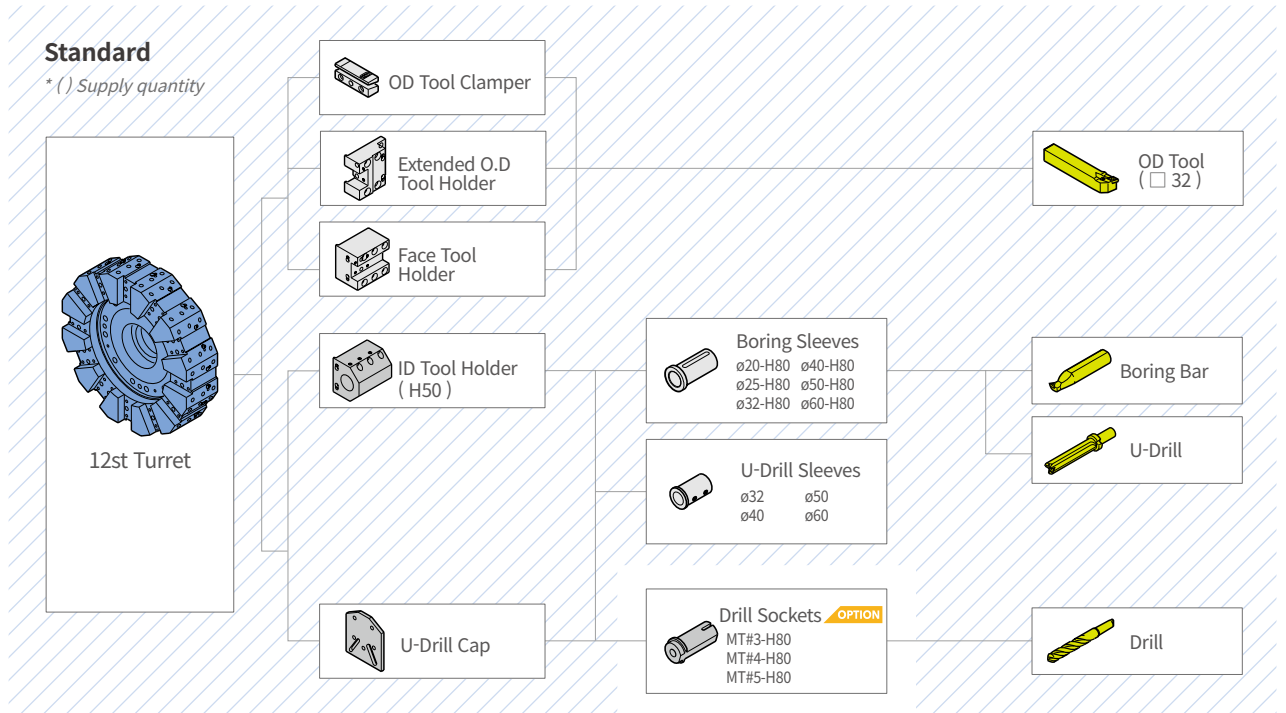 Standard
* ( ) Supply quantity
12st Turret
OD Tool Clamper
Extended O.D
Tool Holder
Face Tool
Holder
ID Tool Holder
( H50 )
U-Drill Cap
Boring Sleeves
ø20-H80 ø40-H80
ø25-H80 ø50-H80
ø32-H80 ø60-H80
U-Drill Sleeves
ø32 ø50
ø40 ø60
Drill Sockets OPTION
MT#3-H80
MT#4-H80
MT#5-H80
OD Tool
( □ 32 )
Boring Bar
U-Drill
Drill